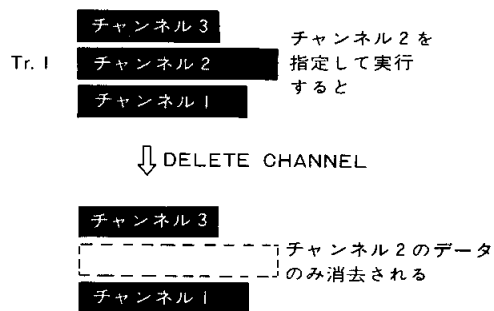 チャンネル3
Tr. 1
チャンネル2
チャンネル1
チャンネル2を
指定して実行
すると
DELETE CHANNEL
チャンネル3
チャンネル2のデータ
のみ消去される
チャンネル1